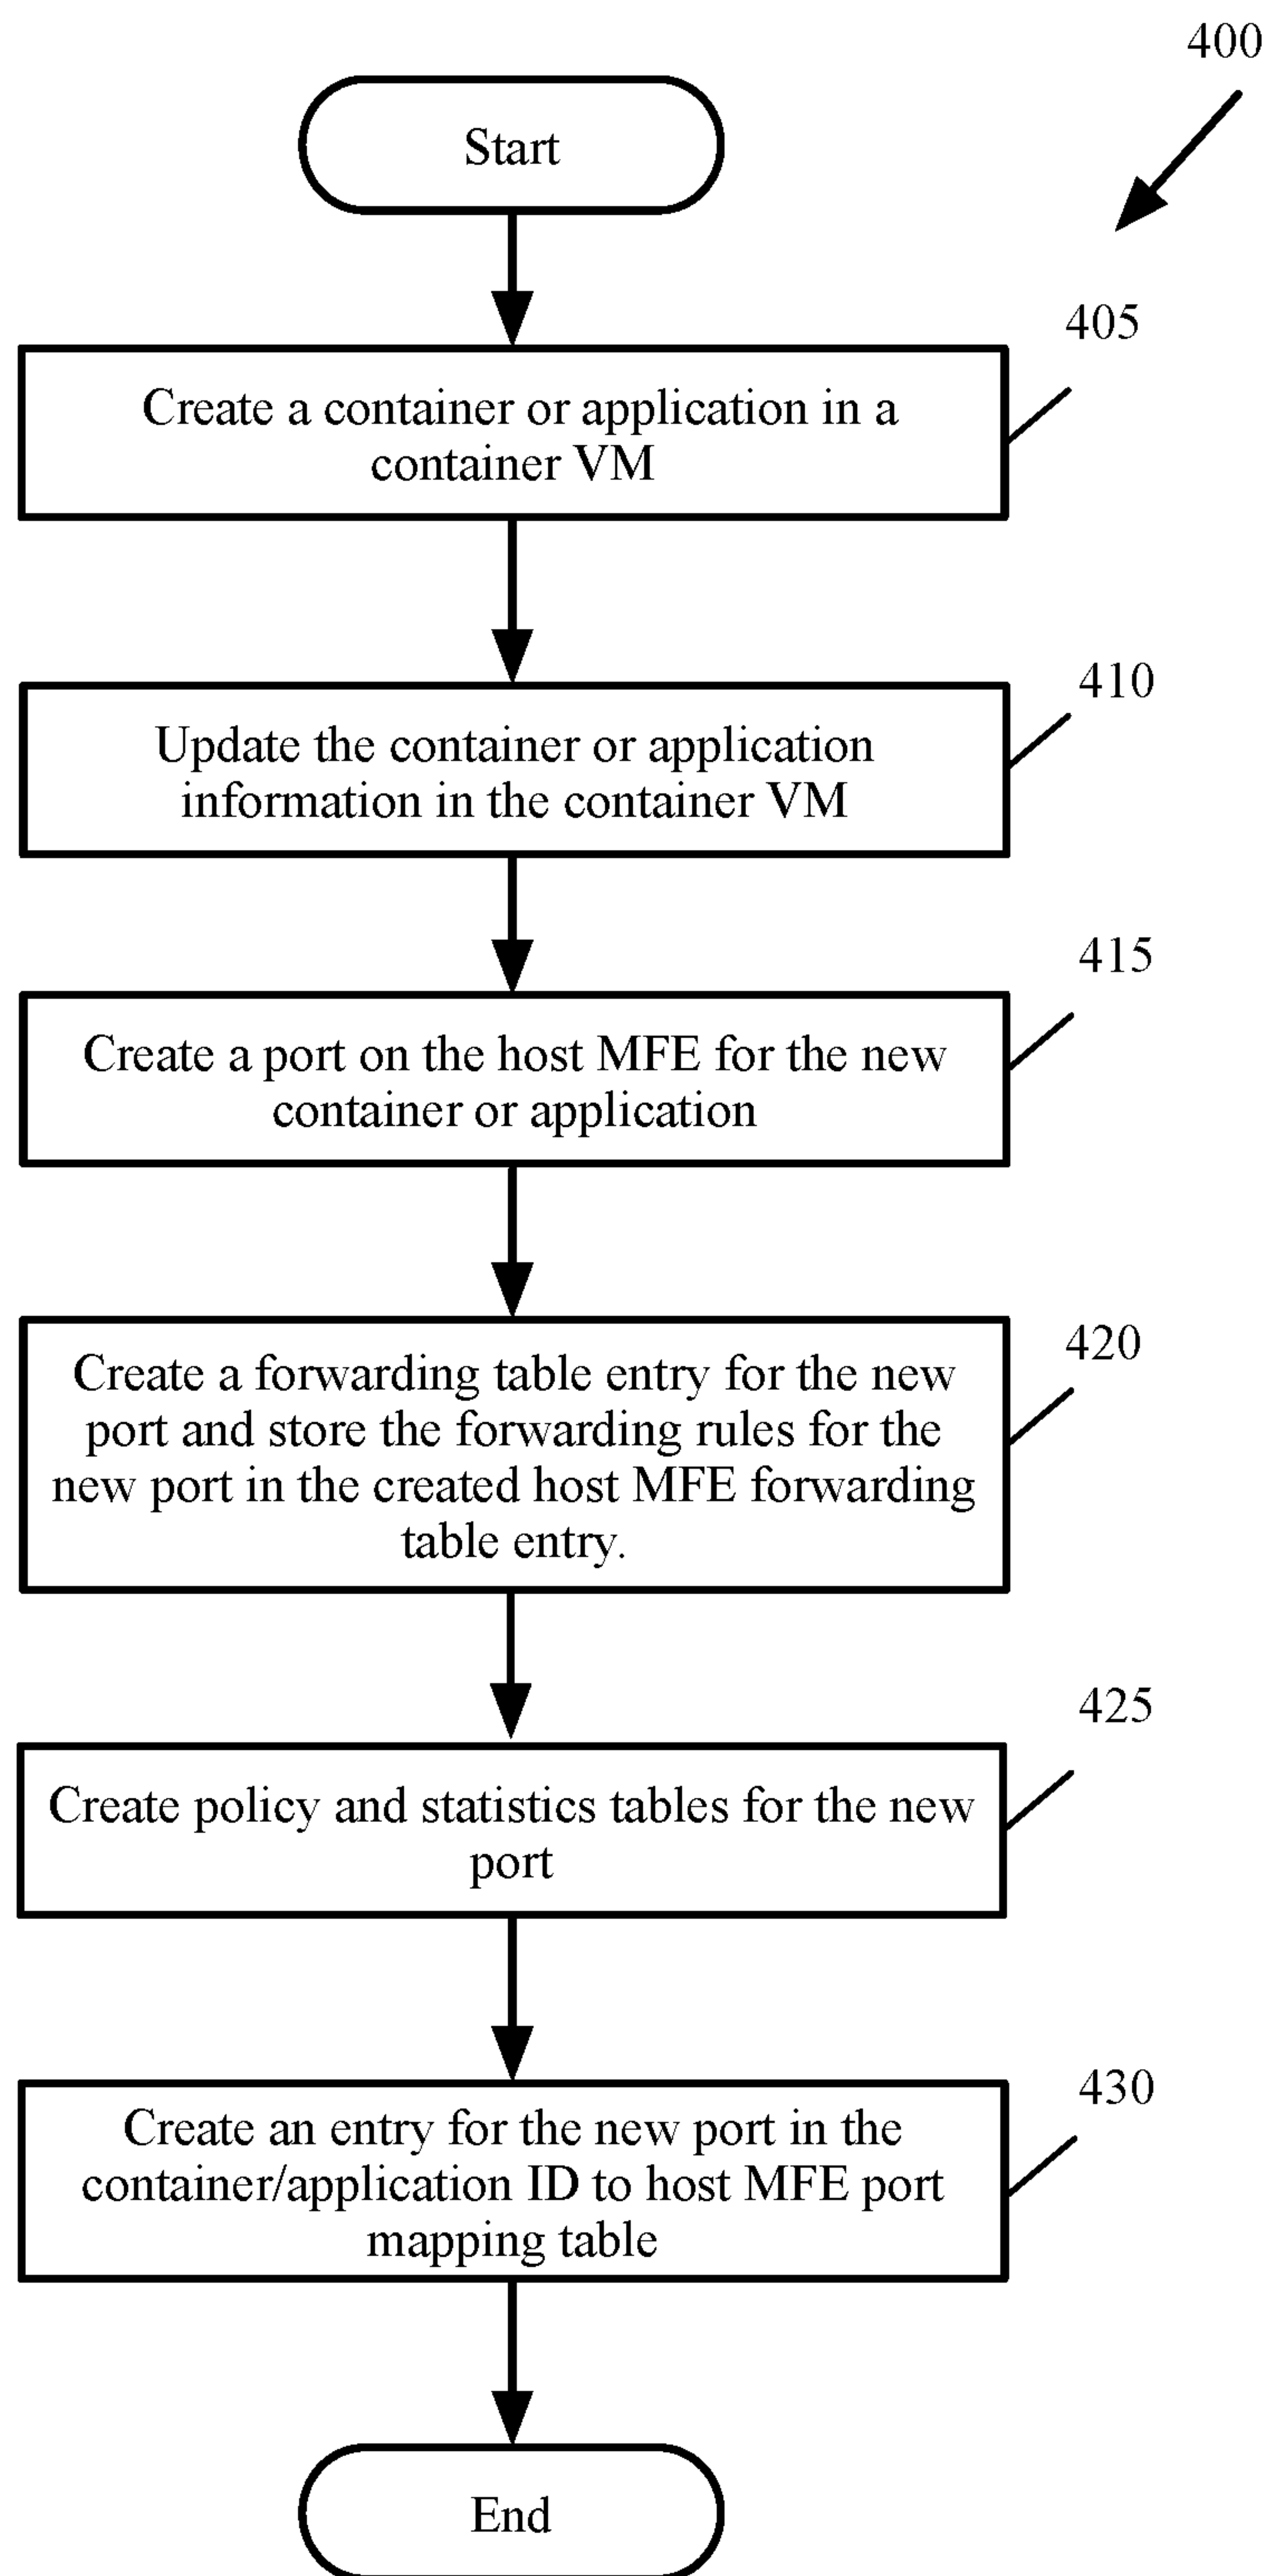 400
Start
405
Create a container or application in a
container VM
410
Update the container or application
information in the container VM
415
Create a port on the host MFE for the new
container or application
420
Create a forwarding table entry for the new
port and store the forwarding rules for the
new port in the created host MFE forwarding
table entry.
425
Create policy and statistics tables for the new
port
430
Create an entry for the new port in the
container/application ID to host MFE port
mapping table
End